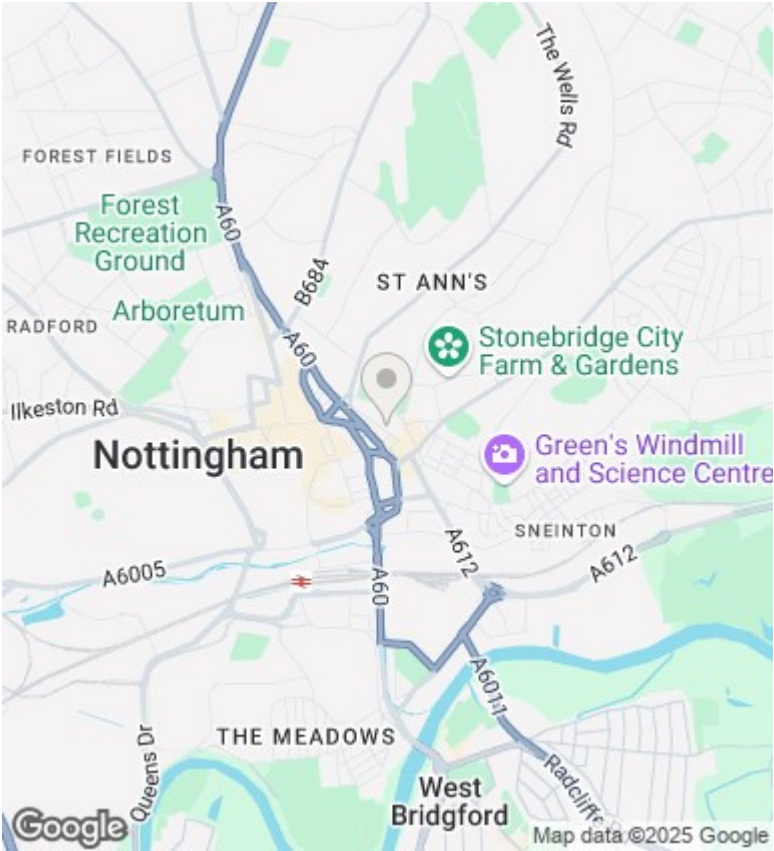 The Wells Rd
FOREST FIELDS
Forest
Recreation
Ground
A60
B684
ST ANN'S
Arboretum
RADFORD
A60
Stonebridge City
Farm & Gardens
Ilkeston Rd
Nottingham
Green's Windmill
and Science Centre
SNEINTON
A612
A612
A6005
A60
A6011
THE MEADOWS
Queens Dr
West
Bridgford
Radcliffe
Google
Map data ©2025 Google